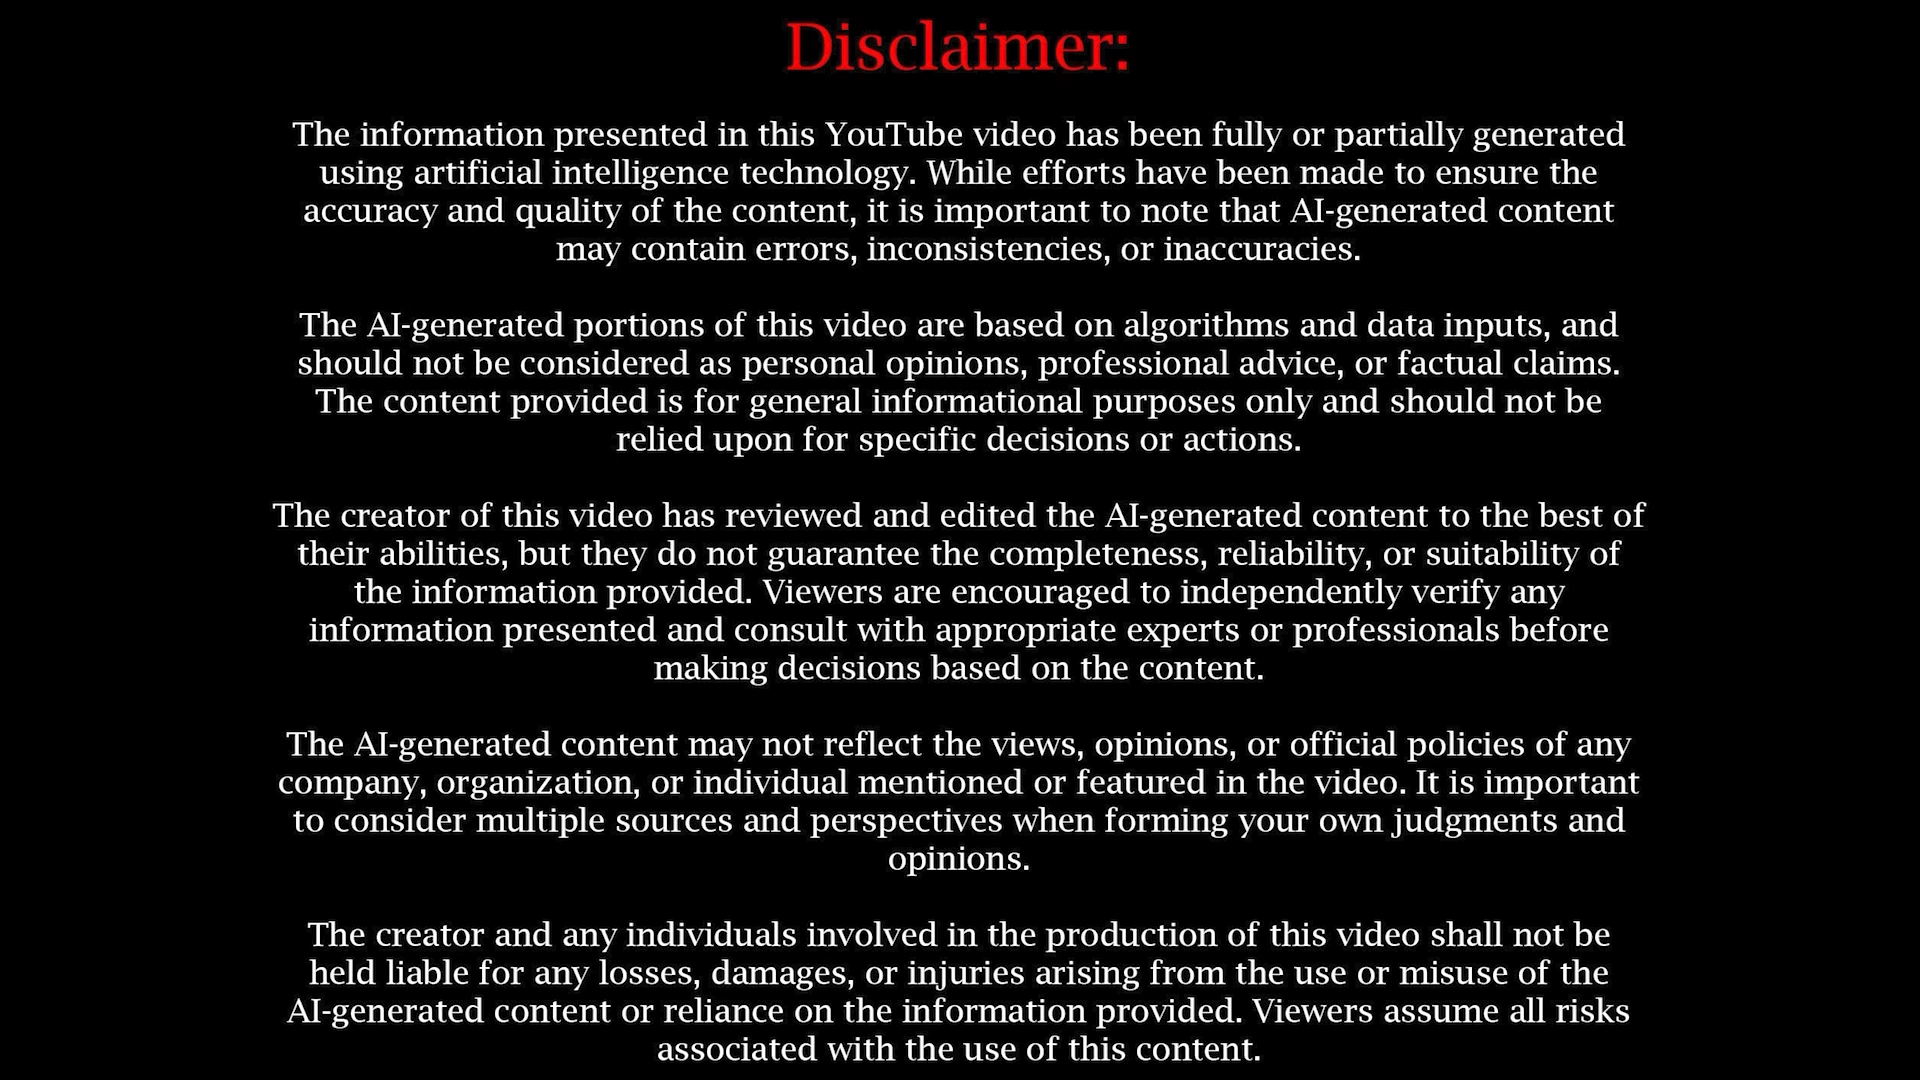 Disclaimer:
The information presented in this YouTube video has been fully or partially generated
using artificial intelligence technology. While efforts have been made to ensure the
accuracy and quality of the content, it is important to note that AI-generated content
may contain errors, inconsistencies, or inaccuracies.
The AI-generated portions of this video are based on algorithms and data inputs, and
should not be considered as personal opinions, professional advice, or factual claims.
The content provided is for general informational purposes only and should not be
relied upon for specific decisions or actions.
The creator of this video has reviewed and edited the AI-generated content to the best of
their abilities, but they do not guarantee the completeness, reliability, or suitability of
the information provided. Viewers are encouraged to independently verify any
information presented and consult with appropriate experts or professionals before
making decisions based on the content.
The AI-generated content may not reflect the views, opinions, or official policies of any
company, organization, or individual mentioned or featured in the video. It is important
to consider multiple sources and perspectives when forming your own judgments and
opinions.
The creator and any individuals involved in the production of this video shall not be
held liable for any losses, damages, or injuries arising from the use or misuse of the
AI-generated content or reliance on the information provided. Viewers assume all risks
associated with the use of this content.